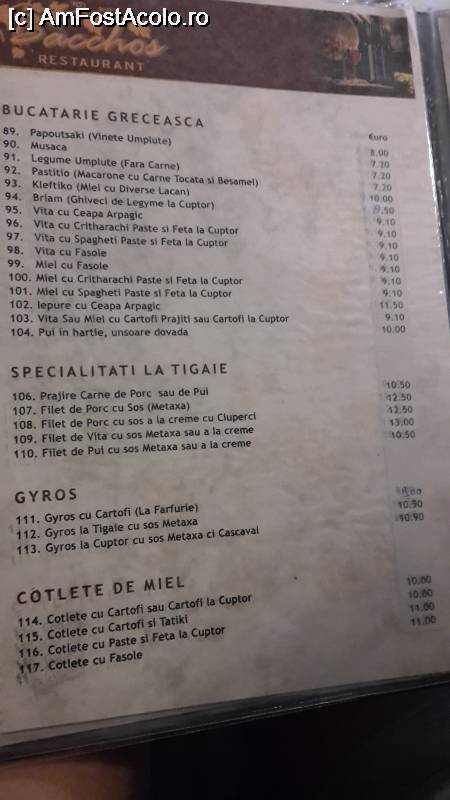 [c] AmFostAcolo.ro
Bacchos
RESTAURANT
BUCATARIE GRECEASCA
Euro
89. Papoutsaki (Vinete Umplute) 8.00
90. Musaca 7.20
91. Legume Umplute (Fara Carne) 7.20
92. Pastitio (Macarone cu Carne Tocata si Besamel) 7.20
93. Kleftiko (Miel cu Diverse Lacan) 10.00
94. Briam (Ghiveci de Legyme la Cuptor) .50
95. Vita cu Ceapa Arpagic 9.10
96. Vita cu Critharachi Paste si Feta la Cuptor 9.10
97. Vita cu Spagheti Paste si Feta la Cuptor 9.10
98. Vita cu Fasole 9.10
99. Miel cu Fasole 9.10
100. Miel cu Critharachi Paste si Feta la Cuptor 9.10
101. Miel cu Spagheti Paste si Feta la Cuptor 9.10
102. Iepure cu Ceapa Arpagic 11.50
103. Vita Sau Miel cu Cartofi Prajiti sau Cartofi la Cuptor 9.10
104. Pui in hartie, unsoare dovada 10.00
SPECIALITATI LA TIGAIE
106. Prajire Carne de Porc sau de Pui 10.50
107. Filet de Porc cu Sos (Metaxa) 12.50
108. Filet de Porc cu sos a la creme cu Ciuperci 12.50
109. Filet de Vita cu sos Metaxa sau a la creme 13.00
110. Filet de Pui cu sos Metaxa sau a la creme 10.50
GYROS
111. Gyros cu Cartofi (La Farfurie)
112. Gyros la Tigaie cu sos Metaxa 10.50
113. Gyros la Cuptor cu sos Metaxa ci Cascaval 10.90
COTLETE DE MIEL
114. Cotlete cu Cartofi sau Cartofi la Cuptor 10.00
115. Cotlete cu Cartofi si Tatiki 10.00
116. Cotlete cu Paste si Feta la Cuptor 11.00
117. Cotlete cu Fasole 11.00